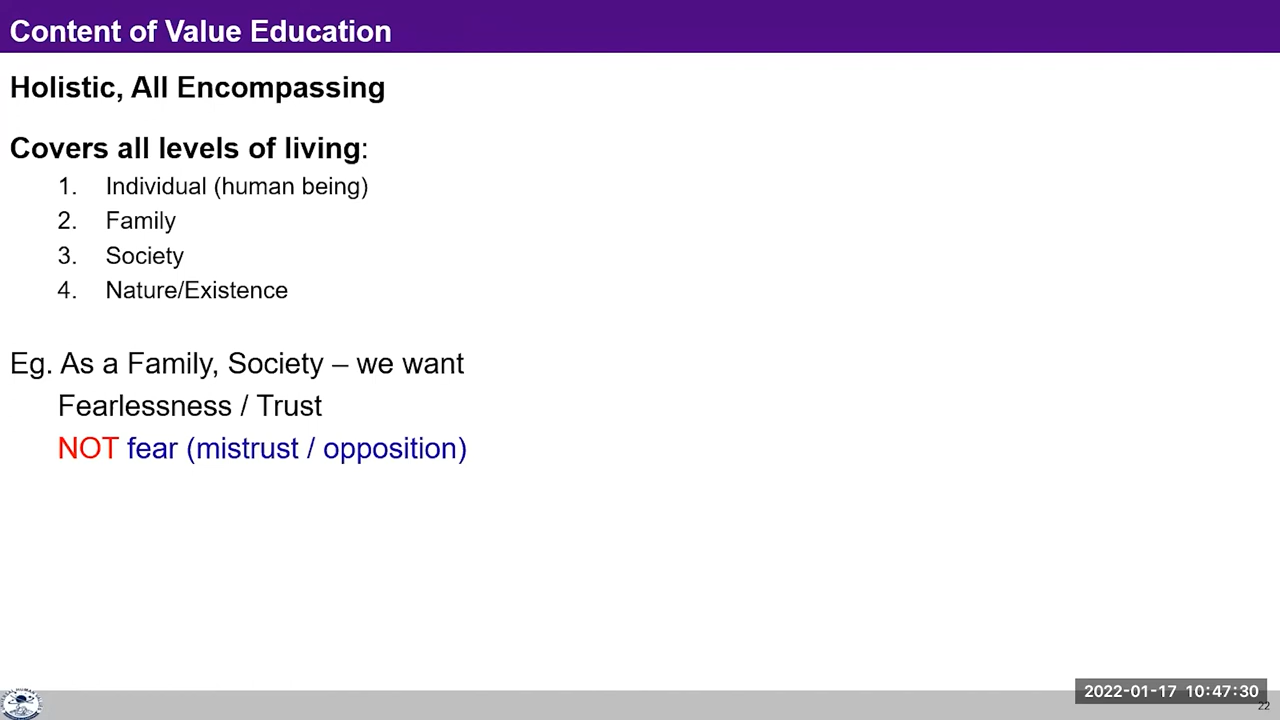 Content of Value Education
Holistic, All Encompassing
Covers all levels of living:
1. Individual (human being)
2. Family
3. Society
4. Nature/Existence
Eg. As a Family, Society – we want
Fearlessness / Trust
NOT fear (mistrust / opposition)
2022-01-17 10:47:30
22